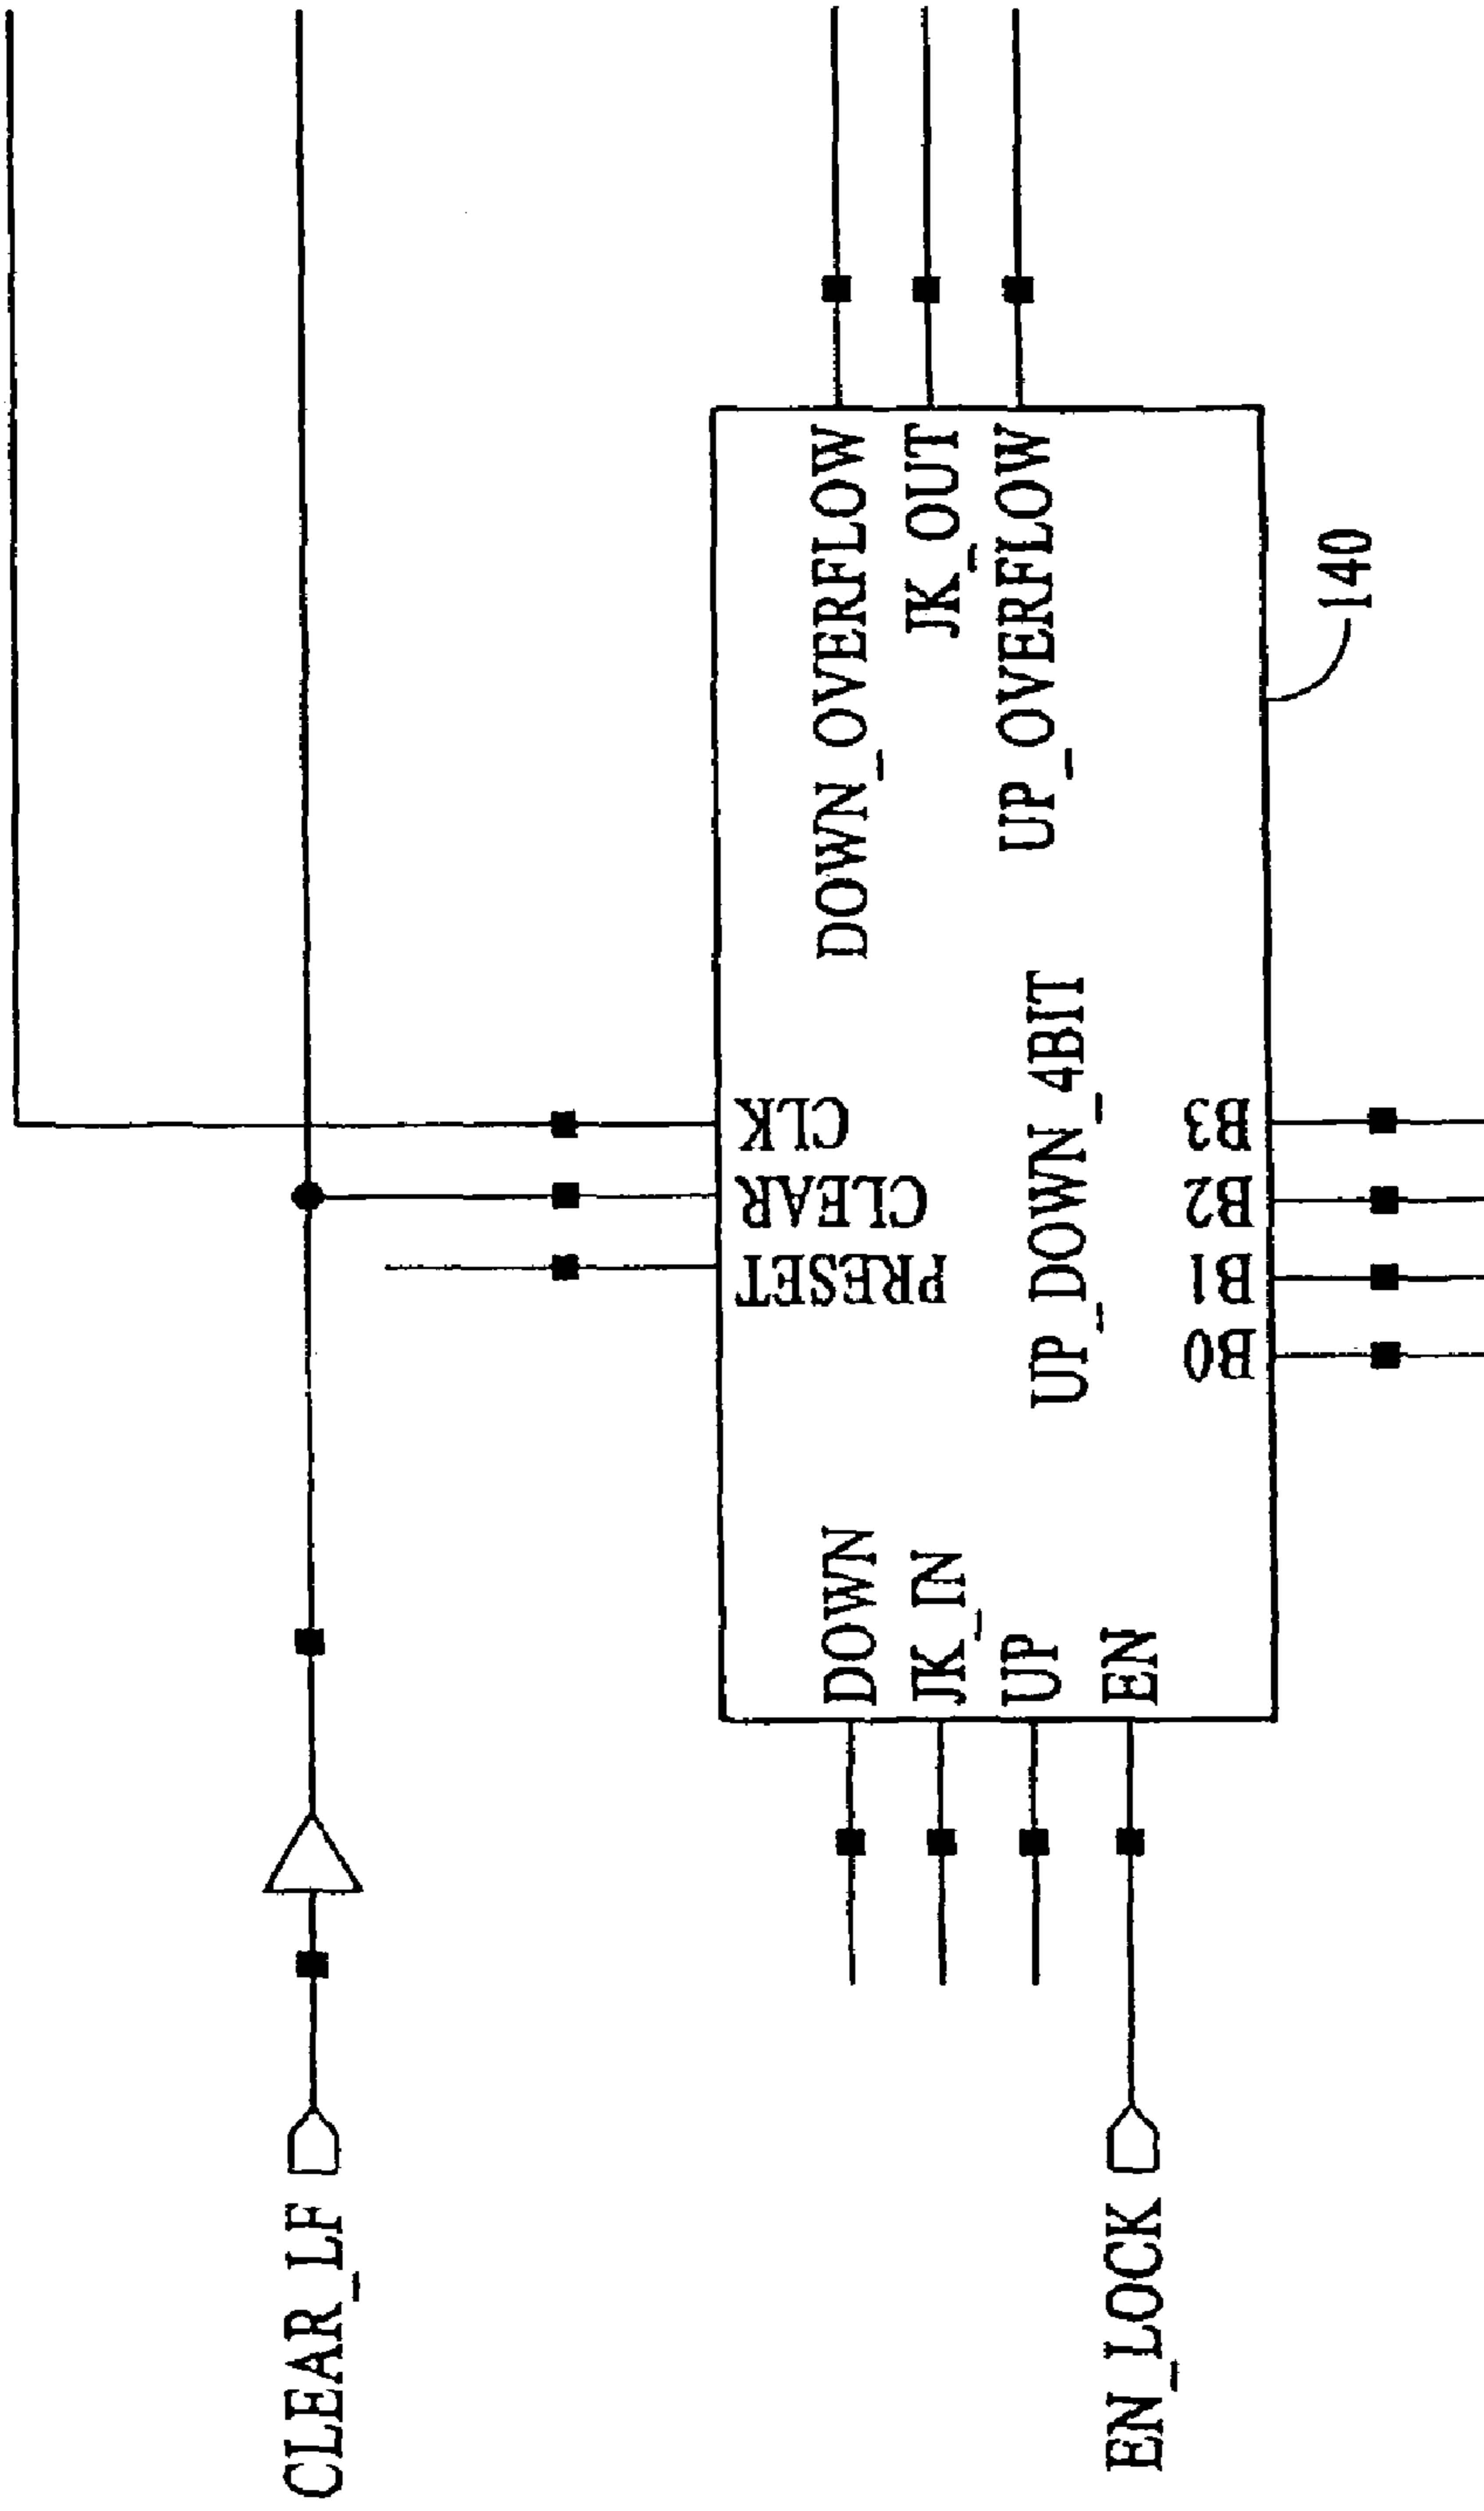 CLEAR_LF
EN_LOCK
DOWN
JK_IN
UP
EN
CLK
CLEAR
PRESET
UP_DOWN_4BIT
B3
B2
B1
B0
DOWN_OVERFLOW
JK_OUT
UP_OVERFLOW
140